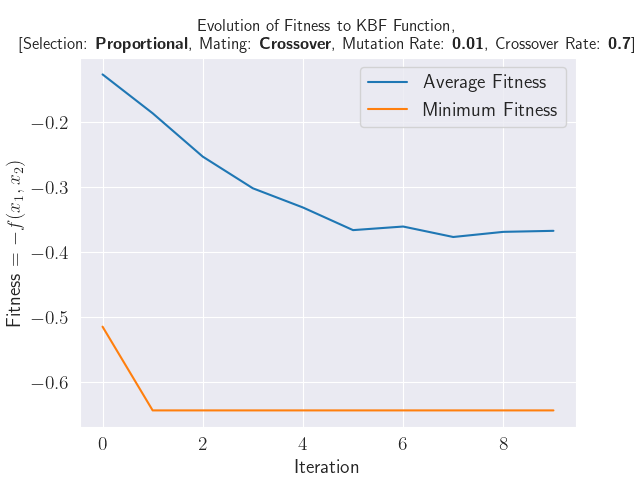 Evolution of Fitness to KBF Function,
[Selection: Proportional, Mating: Crossover, Mutation Rate: 0.01, Crossover Rate: 0.7]
Average Fitness
Minimum Fitness
Fitness = −f(x₁, x₂)
−0.2
−0.3
−0.4
−0.5
−0.6
0 2 4 6 8
Iteration